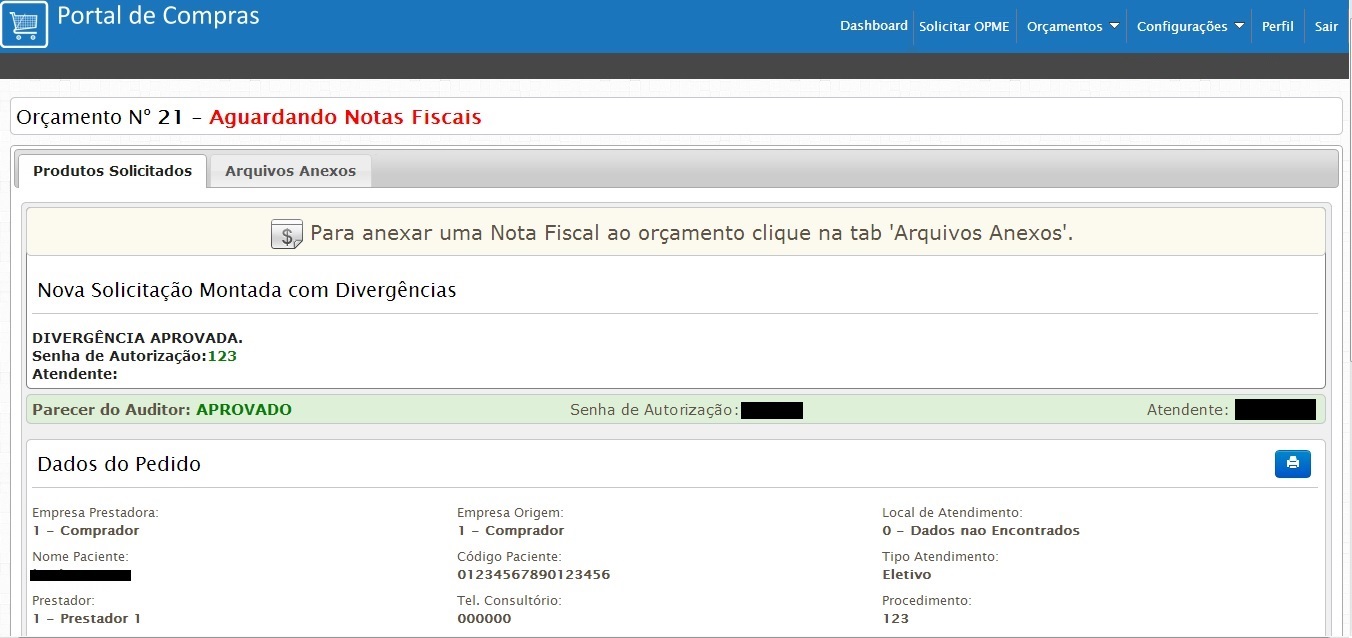 Portal de Compras
Dashboard Solicitar OPME Orçamentos Configurações Perfil Sair
Orçamento Nº 21 - Aguardando Notas Fiscais
Produtos Solicitados Arquivos Anexos
$ Para anexar uma Nota Fiscal ao orçamento clique na tab 'Arquivos Anexos'.
Nova Solicitação Montada com Divergências
DIVERGÊNCIA APROVADA.
Senha de Autorização:123
Atendente:
Parecer do Auditor: APROVADO Senha de Autorização: Atendente:
Dados do Pedido
Empresa Prestadora: Empresa Origem: Local de Atendimento:
1 - Comprador 1 - Comprador 0 - Dados nao Encontrados
Nome Paciente: Código Paciente: Tipo Atendimento:
01234567890123456 Eletivo
Prestador: Tel. Consultório: Procedimento:
1 - Prestador 1 000000 123